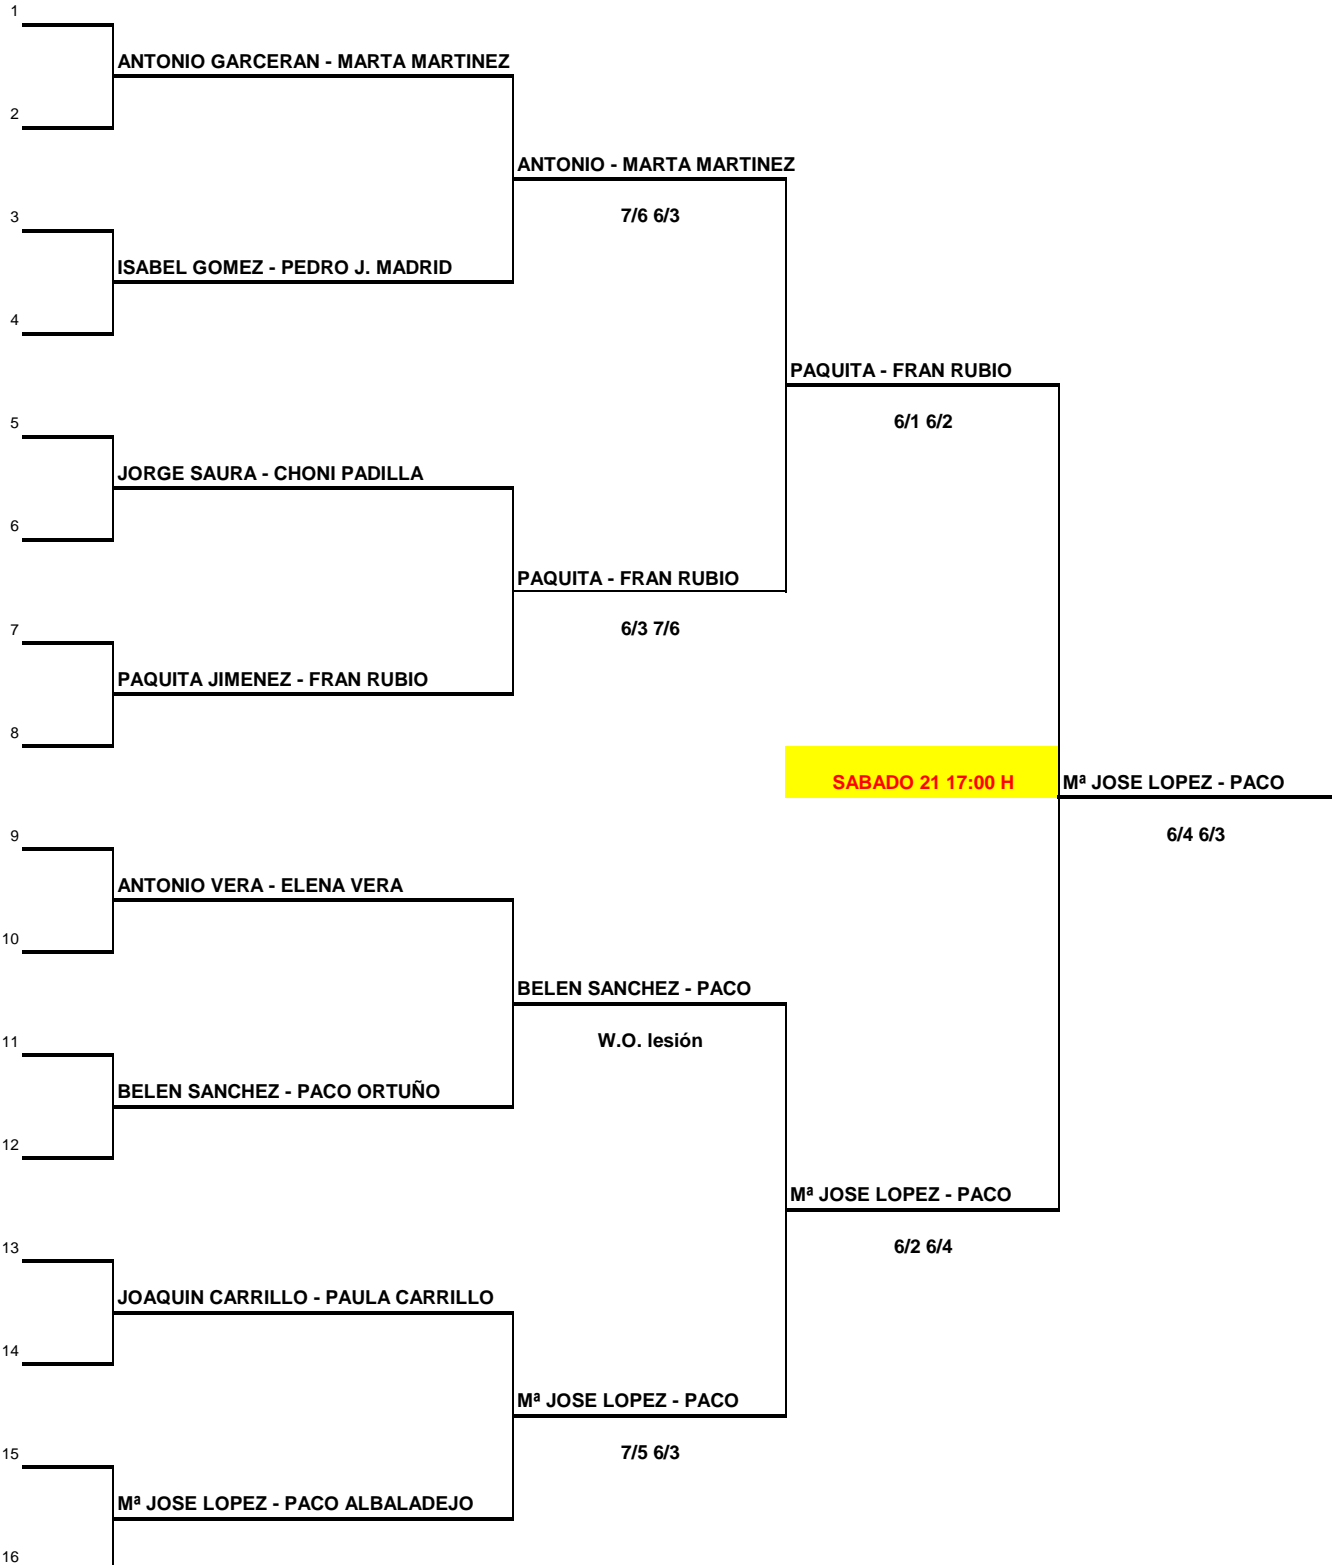 1
ANTONIO GARCERAN - MARTA MARTINEZ
2
ANTONIO - MARTA MARTINEZ
3
7/6 6/3
ISABEL GOMEZ - PEDRO J. MADRID
4
PAQUITA - FRAN RUBIO
5
6/1 6/2
JORGE SAURA - CHONI PADILLA
6
PAQUITA - FRAN RUBIO
7
6/3 7/6
PAQUITA JIMENEZ - FRAN RUBIO
8
SABADO 21 17:00 H
Mª JOSE LOPEZ - PACO
9
6/4 6/3
ANTONIO VERA - ELENA VERA
10
BELEN SANCHEZ - PACO
11
W.O. lesión
BELEN SANCHEZ - PACO ORTUÑO
12
Mª JOSE LOPEZ - PACO
13
6/2 6/4
JOAQUIN CARRILLO - PAULA CARRILLO
14
Mª JOSE LOPEZ - PACO
15
7/5 6/3
Mª JOSE LOPEZ - PACO ALBALADEJO
16